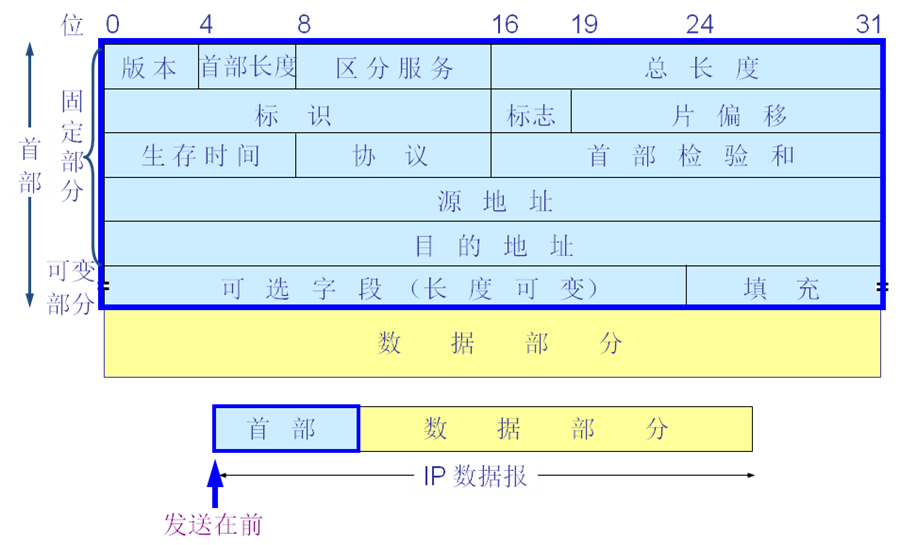 位 0 4 8 16 19 24 31
版本 首部长度 区分服务 总长度
标识 标志 片偏移
生存时间 协议 首部检验和
源地址
目的地址
可选字段（长度可变） 填充
数据部分
首部
固定部分
可变
部分
首部 数据部分
IP 数据报
发送在前